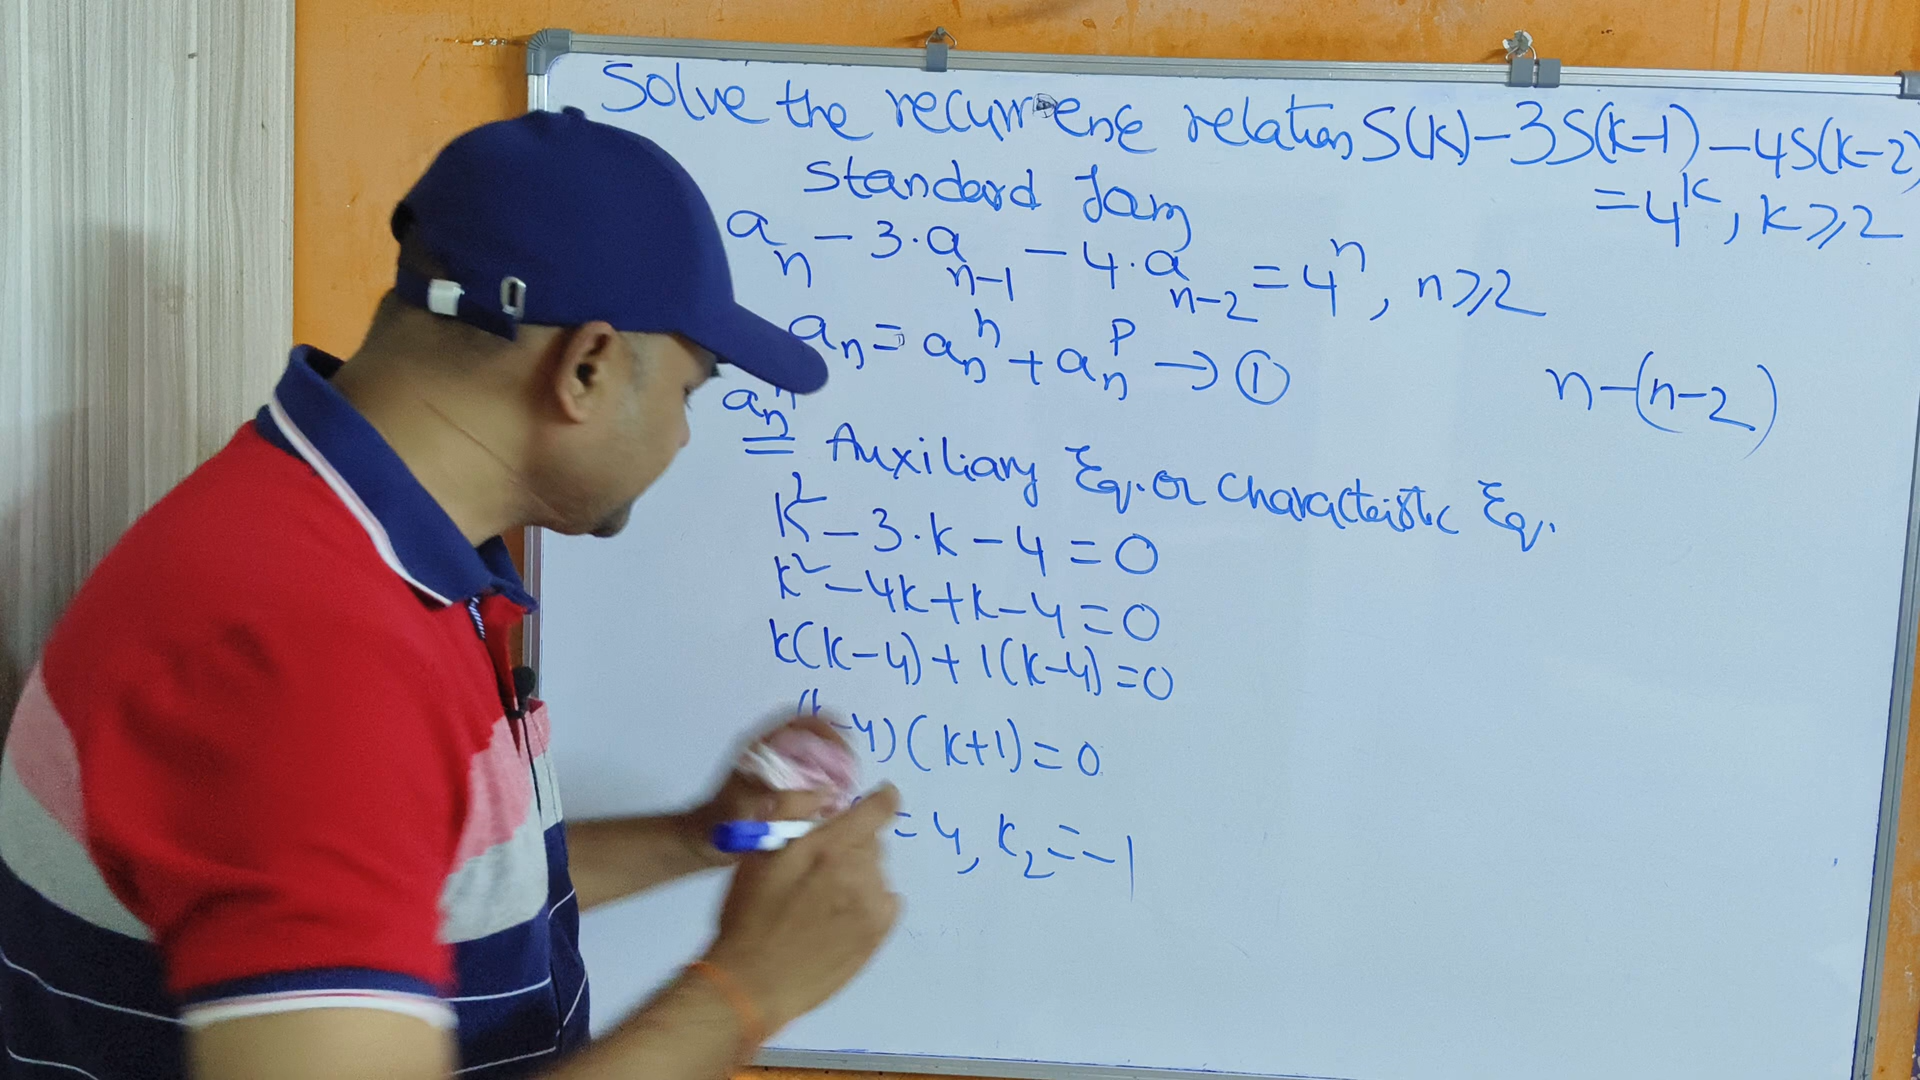 Solve the recurrence relation S(k)-3S(k-1)-4S(k-2)
=4^k, k≥2
Standard form
a_n - 3·a_{n-1} - 4·a_{n-2} = 4^n, n≥2
a_n = a_n^h + a_n^p → ①
n-(n-2)
a_n^h
Auxiliary Eq. or Characteristic Eq.
k² - 3·k - 4 = 0
k² - 4k + k - 4 = 0
k(k-4) + 1(k-4) = 0
(k-4)(k+1) = 0
= 4, k₂ = -1